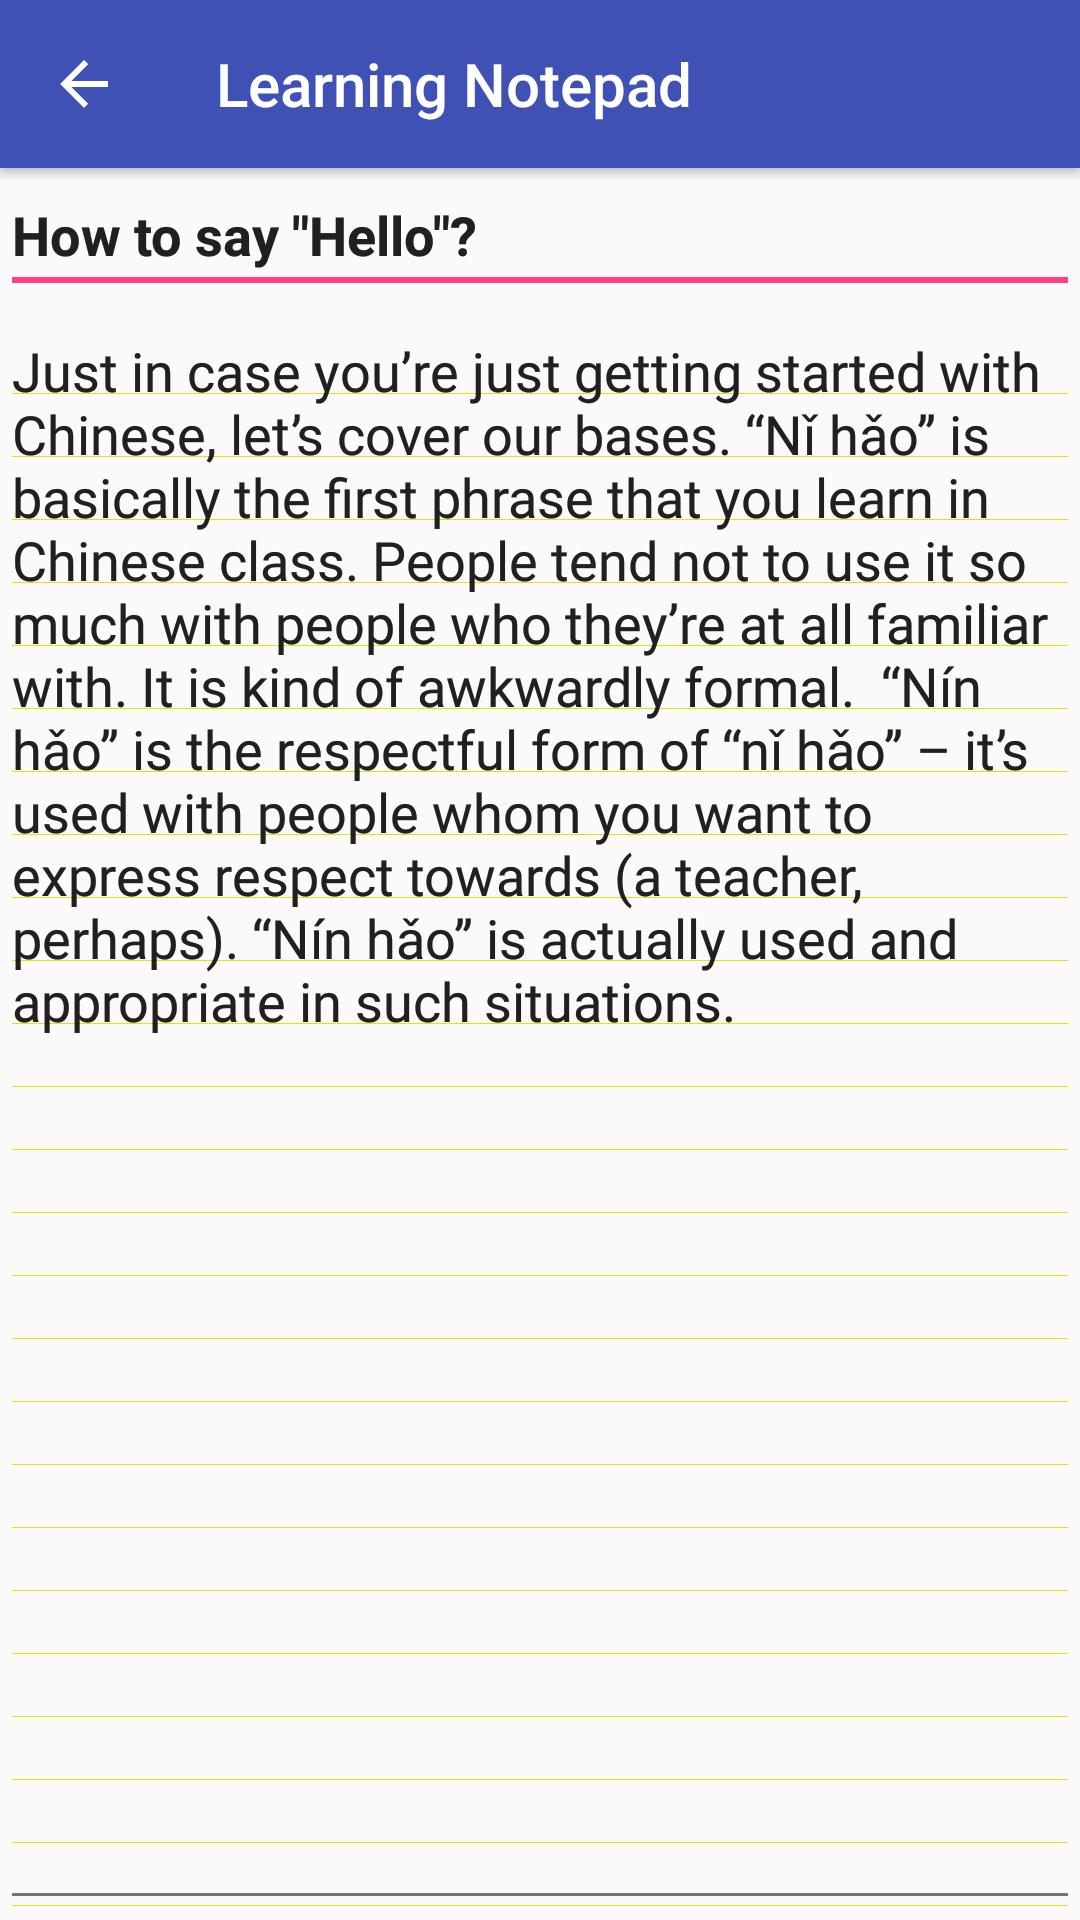 Learning Notepad
How to say "Hello"?
Just in case you’re just getting started with
Chinese, let’s cover our bases. “Nǐ hǎo” is
basically the first phrase that you learn in
Chinese class. People tend not to use it so
much with people who they’re at all familiar
with. It is kind of awkwardly formal.  “Nín
hǎo” is the respectful form of “nǐ hǎo” – it’s
used with people whom you want to
express respect towards (a teacher,
perhaps). “Nín hǎo” is actually used and
appropriate in such situations.